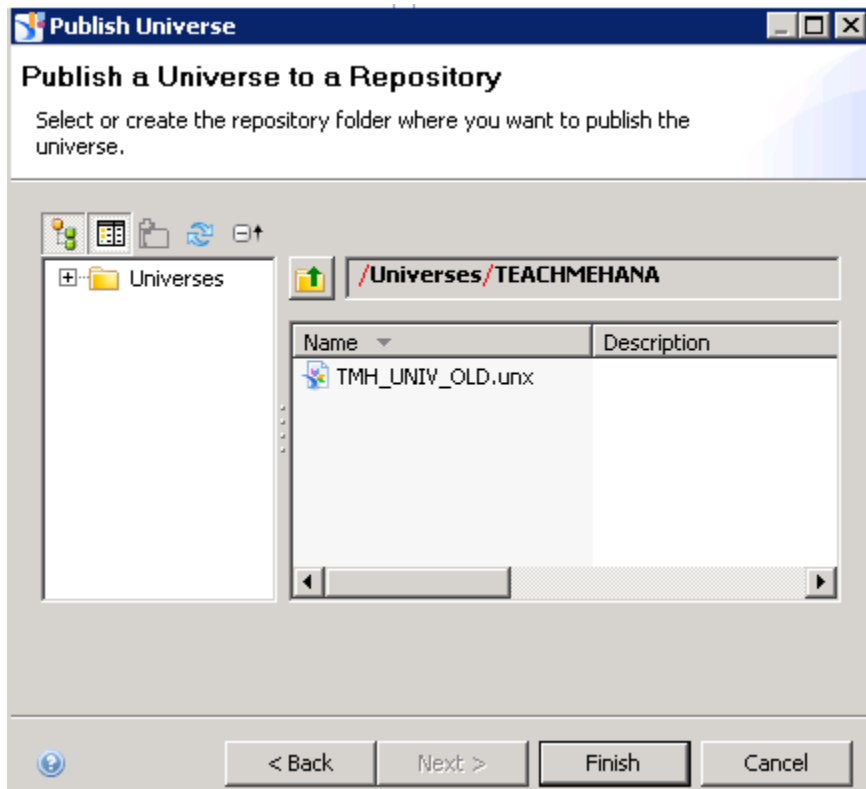 Publish Universe
Publish a Universe to a Repository
Select or create the repository folder where you want to publish the
universe.
Universes
/Universes/TEACHMEHANA
Name Description
TMH_UNIV_OLD.unx
< Back Next > Finish Cancel